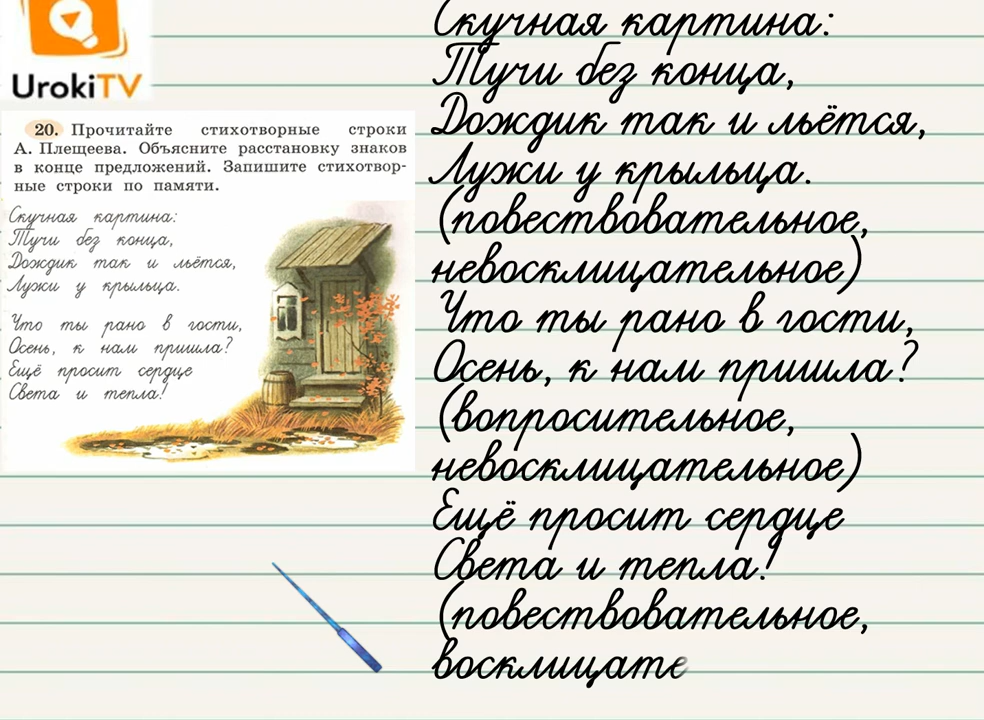 UrokiTV
20. Прочитайте стихотворные строки
А. Плещеева. Объясните расстановку знаков
в конце предложений. Запишите стихотвор-
ные строки по памяти.
Скучная картина:
Тучи без конца,
Дождик так и льётся,
Лужи у крыльца.
Что ты рано в гости,
Осень, к нам пришла?
Ещё просит сердце
Света и тепла!
Скучная картина:
Тучи без конца,
Дождик так и льётся,
Лужи у крыльца.
(повествовательное,
невосклицательное)
Что ты рано в гости,
Осень, к нам пришла?
(вопросительное,
невосклицательное)
Ещё просит сердце
Света и тепла!
(повествовательное,
восклицате